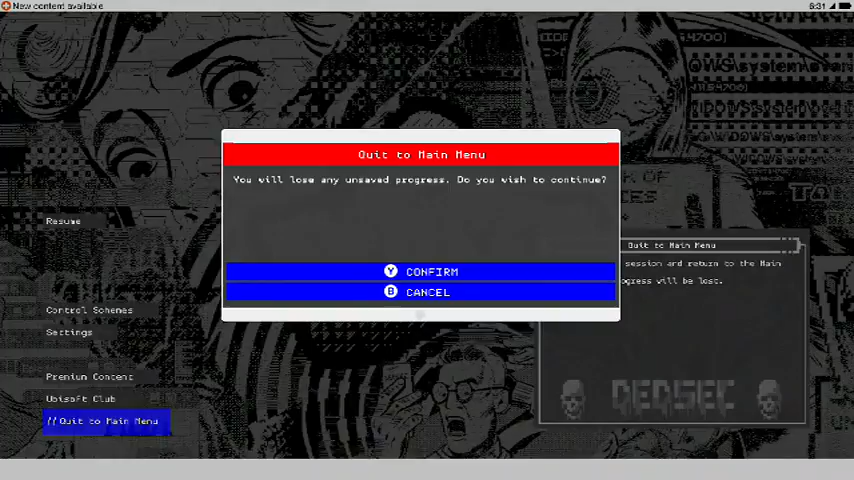 New content available
6:31
Quit to Main Menu
You will lose any unsaved progress. Do you wish to continue?
Y CONFIRM
B CANCEL
Resume
Control Schemes
Settings
Premium Content
Ubisoft Club
//Quit to Main Menu
Quit to Main Menu
session and return to the Main
progress will be lost.
DEDSEC